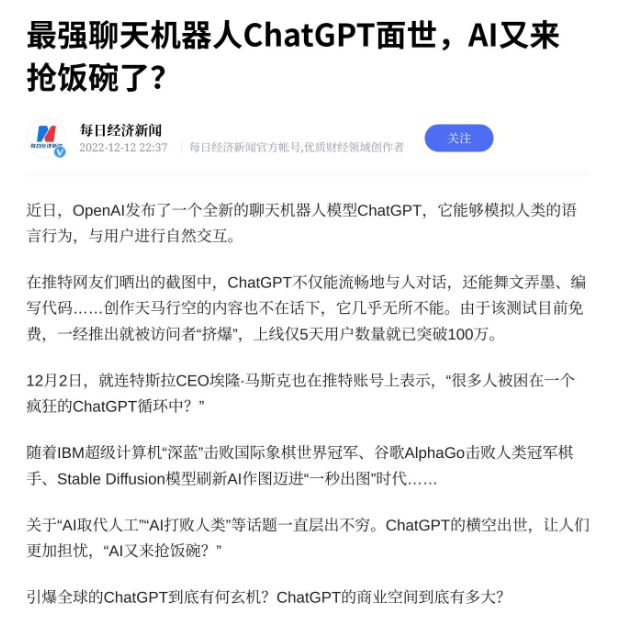 最强聊天机器人ChatGPT面世，AI又来
抢饭碗了？
每日经济新闻
每日经济新闻
2022-12-12 22:37
每日经济新闻官方帐号,优质财经领域创作者
关注
近日，OpenAI发布了一个全新的聊天机器人模型ChatGPT，它能够模拟人类的语
言行为，与用户进行自然交互。
在推特网友们晒出的截图中，ChatGPT不仅能流畅地与人对话，还能舞文弄墨、编
写代码……创作天马行空的内容也不在话下，它几乎无所不能。由于该测试目前免
费，一经推出就被访问者“挤爆”，上线仅5天用户数量就已突破100万。
12月2日，就连特斯拉CEO埃隆·马斯克也在推特账号上表示，“很多人被困在一个
疯狂的ChatGPT循环中？”
随着IBM超级计算机“深蓝”击败国际象棋世界冠军、谷歌AlphaGo击败人类冠军棋
手、Stable Diffusion模型刷新AI作图迈进“一秒出图”时代……
关于“AI取代人工”“AI打败人类”等话题一直层出不穷。ChatGPT的横空出世，让人们
更加担忧，“AI又来抢饭碗？”
引爆全球的ChatGPT到底有何玄机？ChatGPT的商业空间到底有多大？